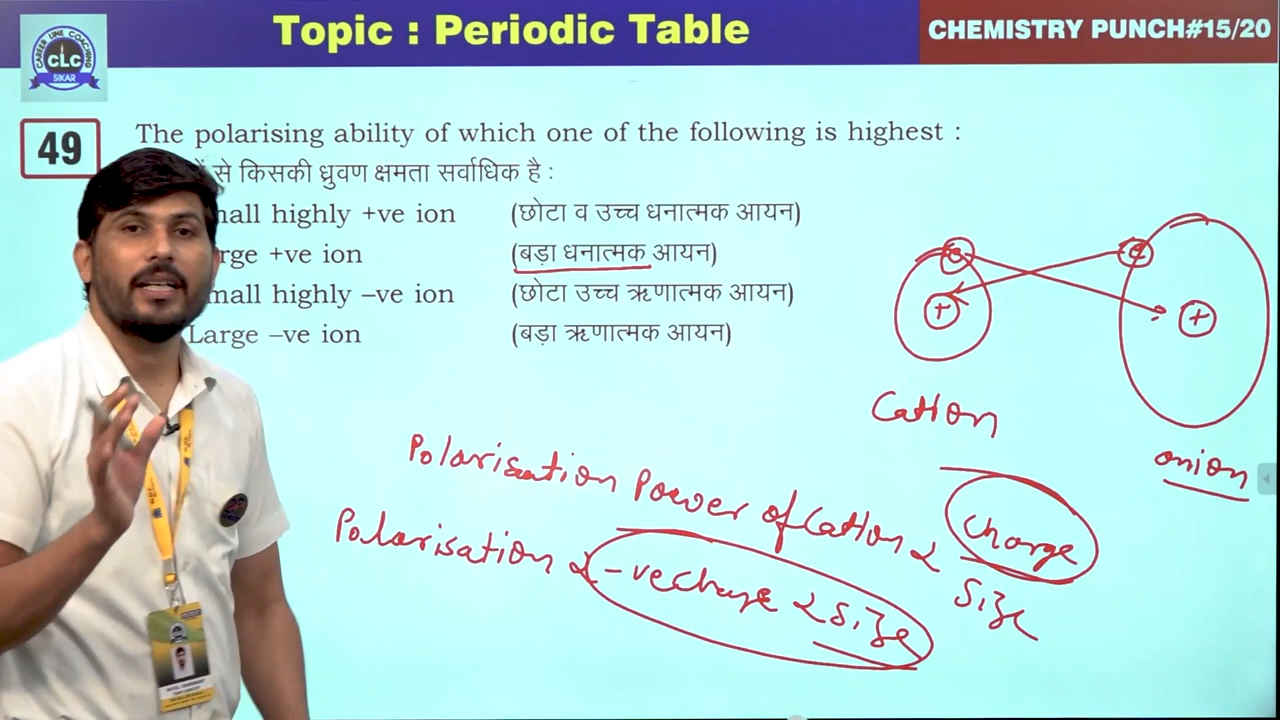 CAREER LINE COACHING
CLC
SIKAR
Topic : Periodic Table
CHEMISTRY PUNCH#15/20
49
The polarising ability of which one of the following is highest :
से किसकी ध्रुवण क्षमता सर्वाधिक है :
mall highly +ve ion (छोटा व उच्च धनात्मक आयन)
rge +ve ion (बड़ा धनात्मक आयन)
mall highly –ve ion (छोटा उच्च ऋणात्मक आयन)
Large –ve ion (बड़ा ऋणात्मक आयन)
e e
+ +
Cation
anion
Polarisation Power of Cation α charge
size
Polarisation α –ve charge α size